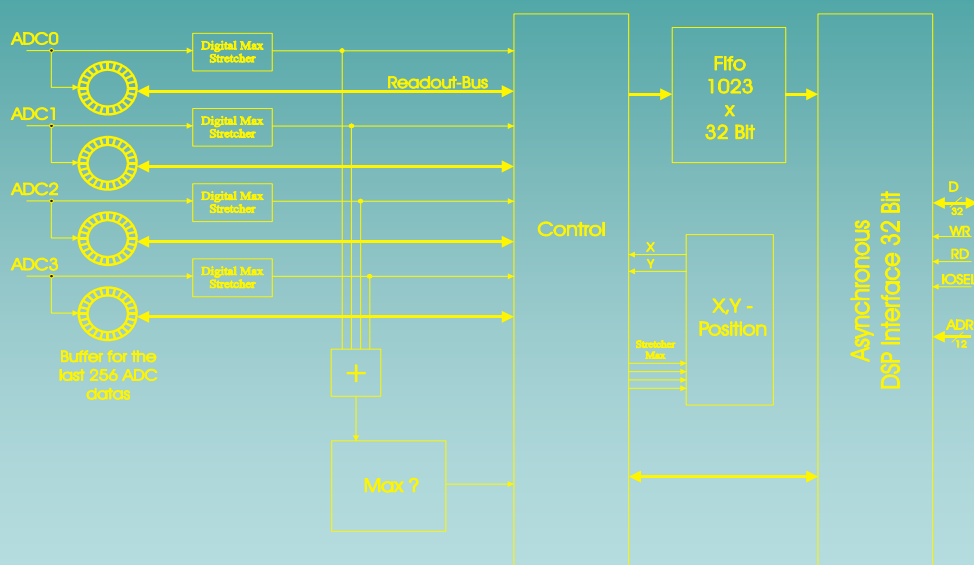 ADC0
Digital Max
Stretcher
Readout-Bus
ADC1
Digital Max
Stretcher
ADC2
Digital Max
Stretcher
ADC3
Digital Max
Stretcher
Buffer for the
last 256 ADC
datas
+
Max ?
Control
Fifo
1023
x
32 Bit
X
Y
X,Y -
Position
Stretcher
Max
Asynchronous
DSP Interface 32 Bit
D
32
WR
RD
IOSEL
ADR
12